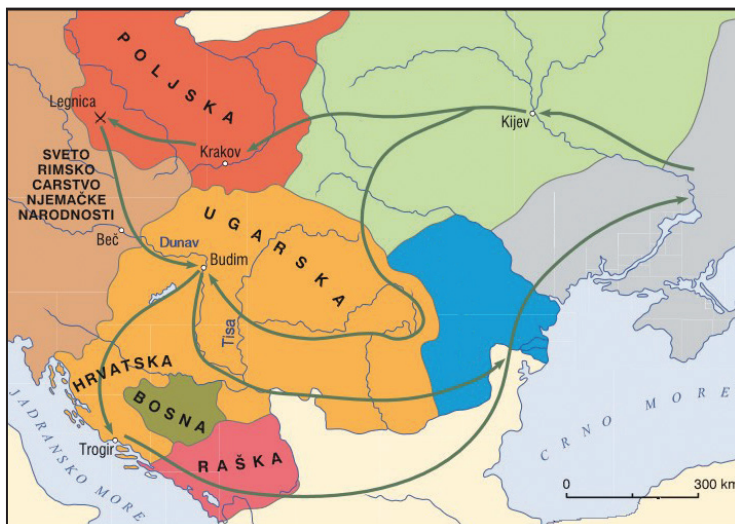 POLJSKA
Legnica
Krakov
Kijev
SVETO
RIMSKO
CARSTVO
NJEMAČKE
NARODNOSTI
UGARSKA
Beč
Dunav
Budim
Tisa
HRVATSKA
BOSNA
JADRANSKO MORE
Trogir
RAŠKA
CRNO MORE
0
300 km